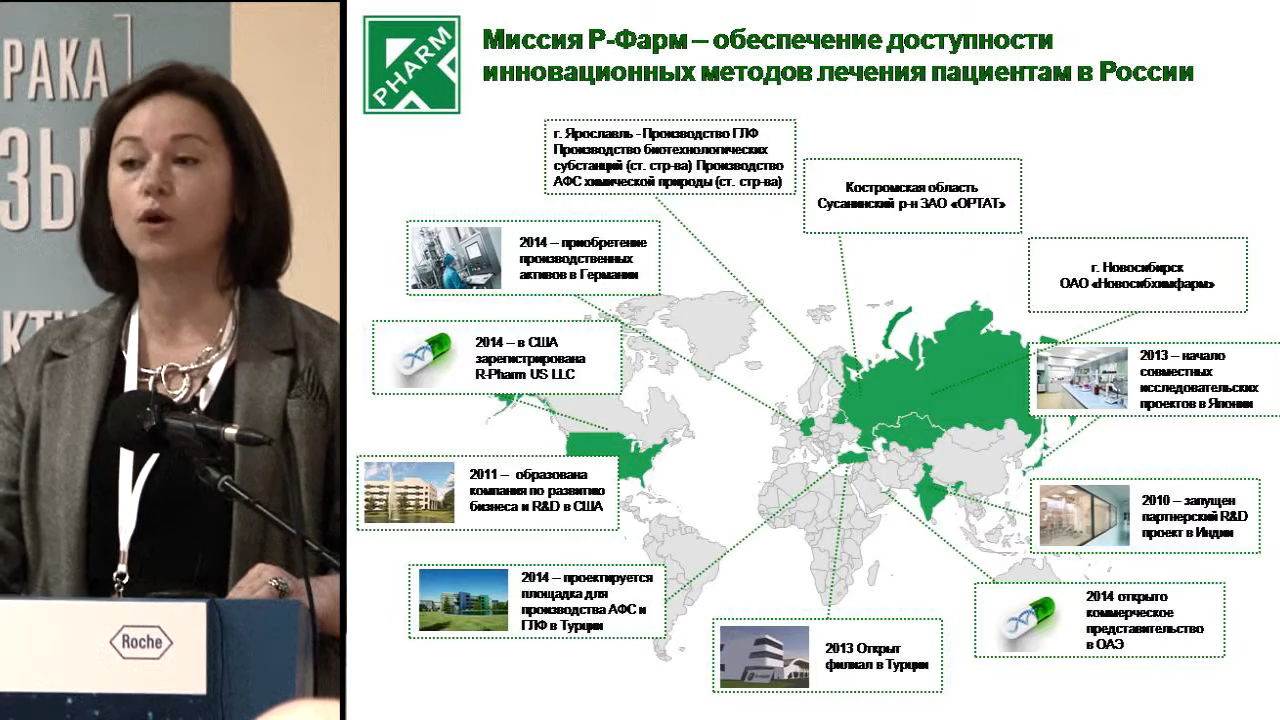 РАКА
ЗЫ
R-PHARM
Миссия Р-Фарм – обеспечение доступности
инновационных методов лечения пациентам в России
г. Ярославль - Производство ГЛФ
Производство биотехнологических
субстанций (ст. стр-ва) Производство
АФС химической природы (ст. стр-ва)
Костромская область
Сусанинский р-н ЗАО «ОРТАТ»
2014 – приобретение
производственных
активов в Германии
г. Новосибирск
ОАО «Новосибхимфарм»
2014 – в США
зарегистрирована
R-Pharm US LLC
2013 – начало
совместных
исследовательских
проектов в Японии
2011 – образована
компания по развитию
бизнеса и R&D в США
2010 – запущен
партнерский R&D
проект в Индии
2014 – проектируется
площадка для
производства АФС и
ГЛФ в Турции
2014 открыто
коммерческое
представительство
в ОАЭ
2013 Открыт
филиал в Турции
Roche